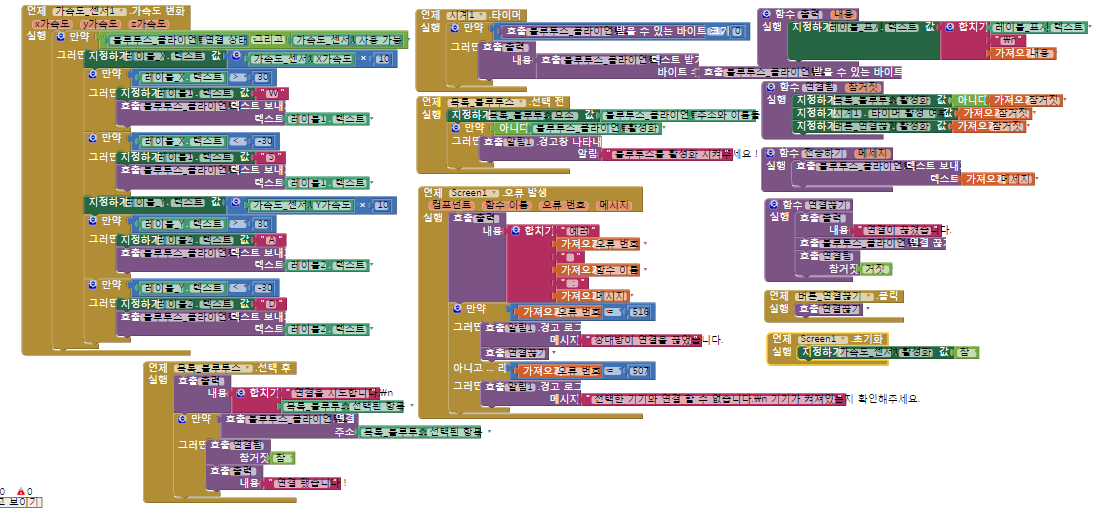 언제 가속도_센서1 .가속도 변화
x가속도 y가속도 z가속도
실행 만약 블루투스_클라이언 연결 상태 그리고 가속도_센서 사용 가능
그러면 지정하기 레이블_X . 텍스트 값 가속도_센서 X가속도 × 10
만약 레이블_X. 텍스트 > 30
그러면 지정하기 레이블1 . 텍스트 값 " W "
호출 블루투스_클라이언 텍스트 보내
텍스트 레이블1 . 텍스트
만약 레이블_X. 텍스트 < -30
그러면 지정하기 레이블1 . 텍스트 값 " S "
호출 블루투스_클라이언 텍스트 보내
텍스트 레이블1 . 텍스트
지정하기 레이블_Y . 텍스트 값 가속도_센서 Y가속도 × 10
만약 레이블_Y. 텍스트 > 30
그러면 지정하기 레이블2 . 텍스트 값 " A "
호출 블루투스_클라이언 텍스트 보내
텍스트 레이블2 . 텍스트
만약 레이블_Y. 텍스트 < -30
그러면 지정하기 레이블2 . 텍스트 값 " D "
호출 블루투스_클라이언 텍스트 보내
텍스트 레이블2 . 텍스트
언제 목록_블루투스 .선택 후
실행 호출 출력
내용 합치기 " 연결을 시도합니다₩n
목록_블루투스 선택된 항목
만약 호출 블루투스_클라이언 연결
주소 목록_블루투스 선택된 항목
그러면 호출 연결됨
참거짓 참
호출 출력
내용 " 연결 됐습니다 !
0 0
고 보이기
언제 시계1 .타이머
실행 만약 호출 블루투스_클라이언 받을 수 있는 바이트 0
그러면 호출 출력
내용 호출 블루투스_클라이언 텍스트 받기
바이트 수 호출 블루투스_클라이언 받을 수 있는 바이트
언제 목록_블루투스 .선택 전
실행 지정하기 목록_블루투스 . 요소 값 블루투스_클라이언 주소와 이름들
만약 아니다 블루투스_클라이언 활성화
그러면 호출 알림1 .경고창 나타내
알림 " 블루투스를 활성화 시켜주세요 !
언제 Screen1 .오류 발생
컴포넌트 함수 이름 오류 번호 메시지
실행 호출 출력
내용 합치기 " 에러
가져오기 오류 번호
" "
가져오기 함수 이름
" : "
가져오기 메시지
만약 가져오기 오류 번호 = 516
그러면 호출 알림1 .경고 로그
메시지 " 상대방이 연결을 끊었습니다.
호출 연결끊기
아니고 ... 라 가져오기 오류 번호 = 507
그러면 호출 알림1 .경고 로그
메시지 " 선택한 기기와 연결 할 수 없습니다.₩n 기기가 켜져있는지 확인해주세요.
함수 출력 내용
실행 지정하기 레이블_표시 . 텍스트 값 합치기 레이블_표시. 텍스트
" ₩n "
가져오기 내용
함수 연결됨 참거짓
실행 지정하기 목록_블루투스 . 활성화 값 아니다 가져오기 참거짓
지정하기 시계1 . 타이머 활성 여 값 가져오기 참거짓
지정하기 버튼_연결끊기 . 활성화 값 가져오기 참거짓
함수 전송하기 메세지
실행 호출 블루투스_클라이언 텍스트 보내
텍스트 가져오기 메세지
함수 연결끊기
실행 호출 출력
내용 " 연결이 끊겼습니다.
호출 블루투스_클라이언 연결 끊기
호출 연결됨
참거짓 거짓
언제 버튼_연결끊기 .클릭
실행 호출 연결끊기
언제 Screen1 .초기화
실행 지정하기 가속도_센서 . 활성화 값 참